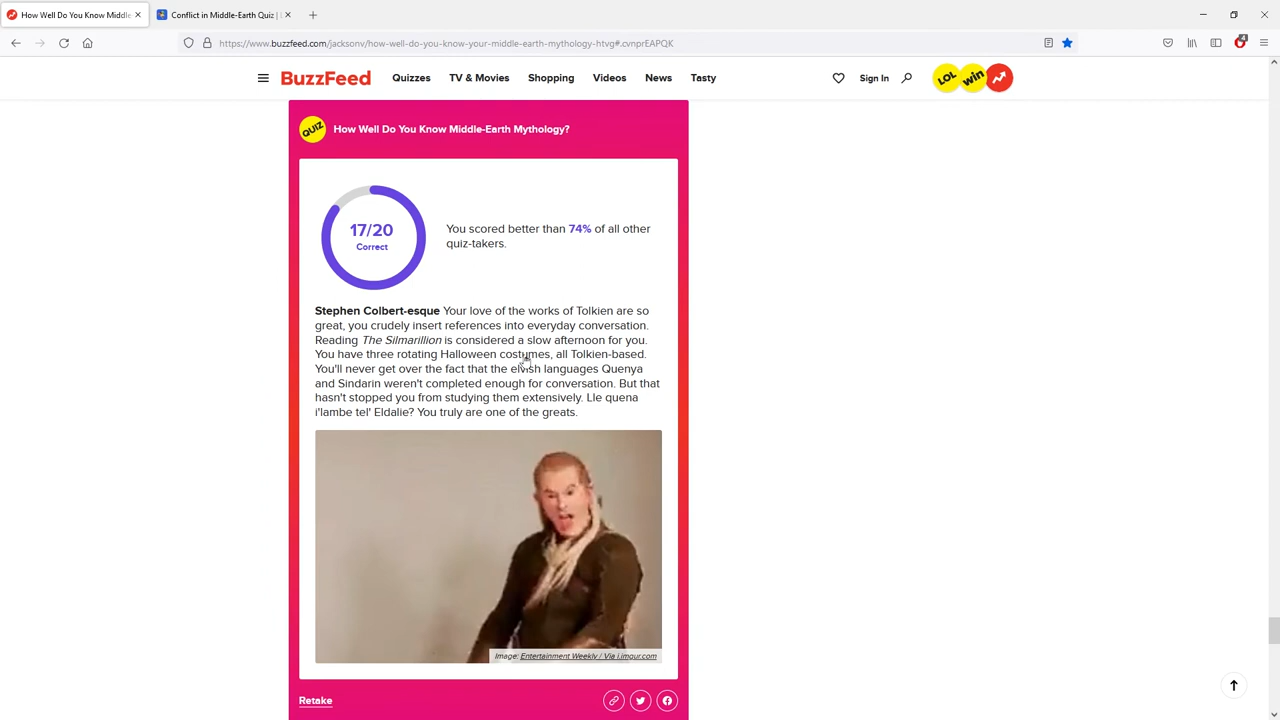 How Well Do You Know Middle-
Conflict in Middle-Earth Quiz |
https://www.buzzfeed.com/jacksonv/how-well-do-you-know-your-middle-earth-mythology-htvg#.cvnprEAPQK
4
BuzzFeed
Quizzes
TV & Movies
Shopping
Videos
News
Tasty
Sign In
LOL
win
QUIZ
How Well Do You Know Middle-Earth Mythology?
17/20
Correct
You scored better than 74% of all other
quiz-takers.
Stephen Colbert-esque Your love of the works of Tolkien are so
great, you crudely insert references into everyday conversation.
Reading The Silmarillion is considered a slow afternoon for you.
You have three rotating Halloween costumes, all Tolkien-based.
You'll never get over the fact that the elvish languages Quenya
and Sindarin weren't completed enough for conversation. But that
hasn't stopped you from studying them extensively. Lle quena
i'lambe tel' Eldalie? You truly are one of the greats.
Image: Entertainment Weekly / Via i.imgur.com
Retake